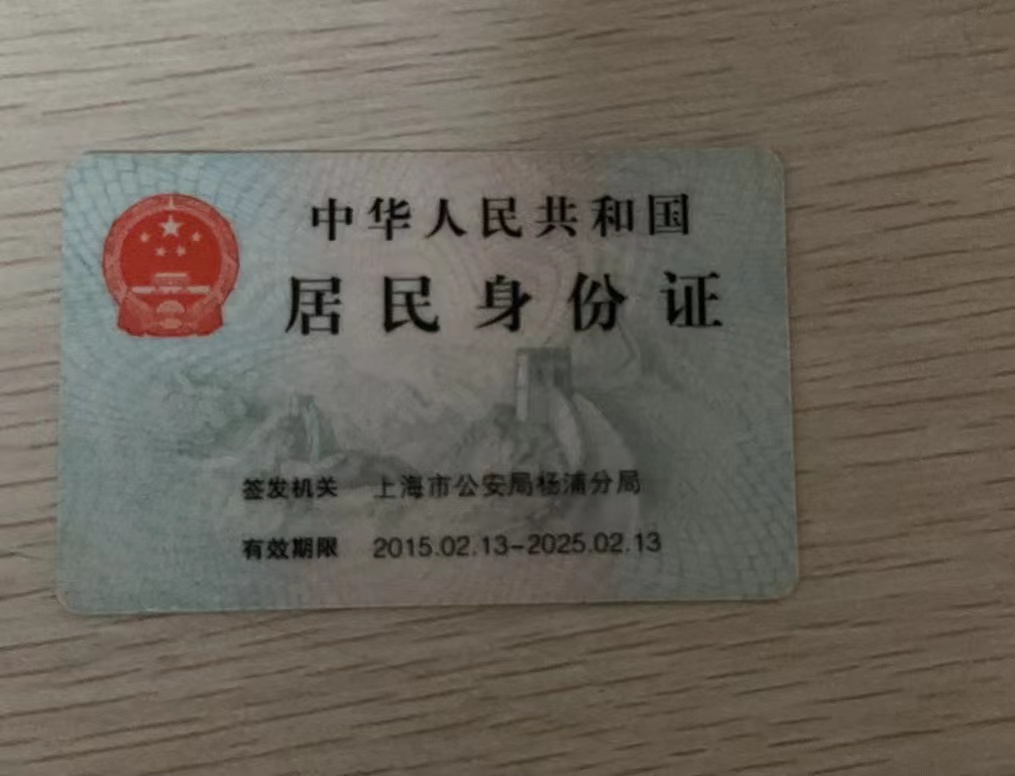 中华人民共和国
居民身份证
签发机关 上海市公安局杨浦分局
有效期限 2015.02.13-2025.02.13